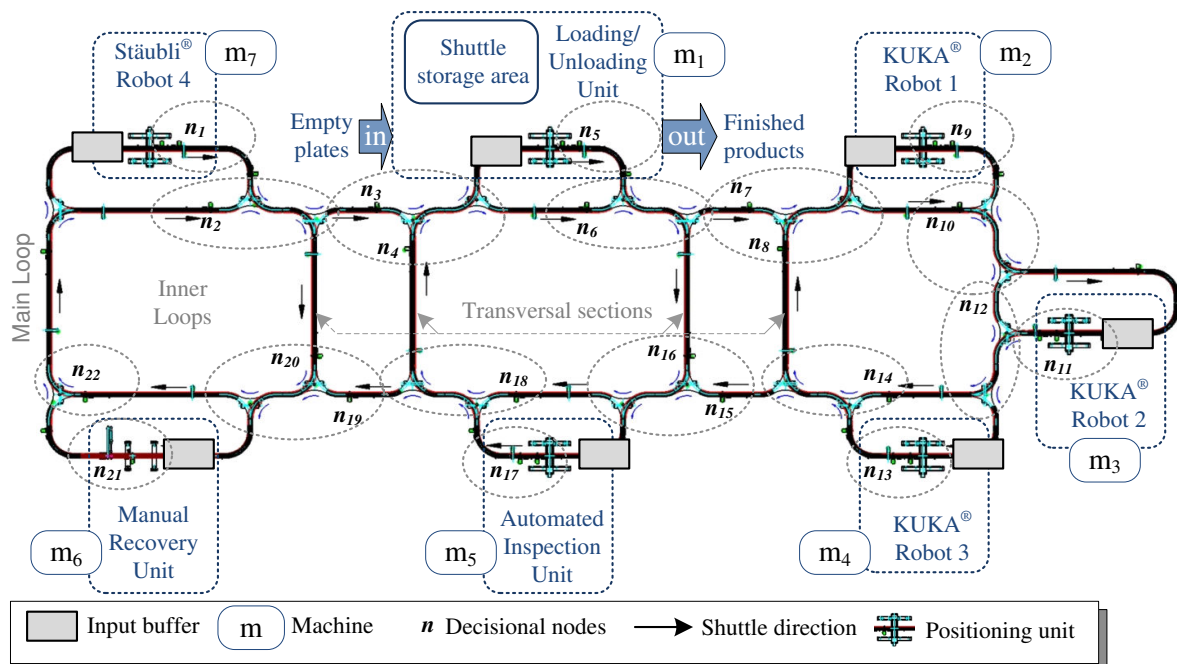 Stäubli®
Robot 4
m7
Shuttle
storage area
Loading/
Unloading
Unit
m1
KUKA®
Robot 1
m2
Empty
plates
in
out
Finished
products
n1
n5
n9
n2
n3
n4
n6
n7
n8
n10
Main Loop
Inner
Loops
Transversal sections
n12
n11
KUKA®
Robot 2
m3
n22
n20
n19
n18
n16
n15
n14
n21
n17
n13
Manual
Recovery
Unit
m6
Automated
Inspection
Unit
m5
KUKA®
Robot 3
m4
Input buffer
m
Machine
n Decisional nodes
Shuttle direction
Positioning unit